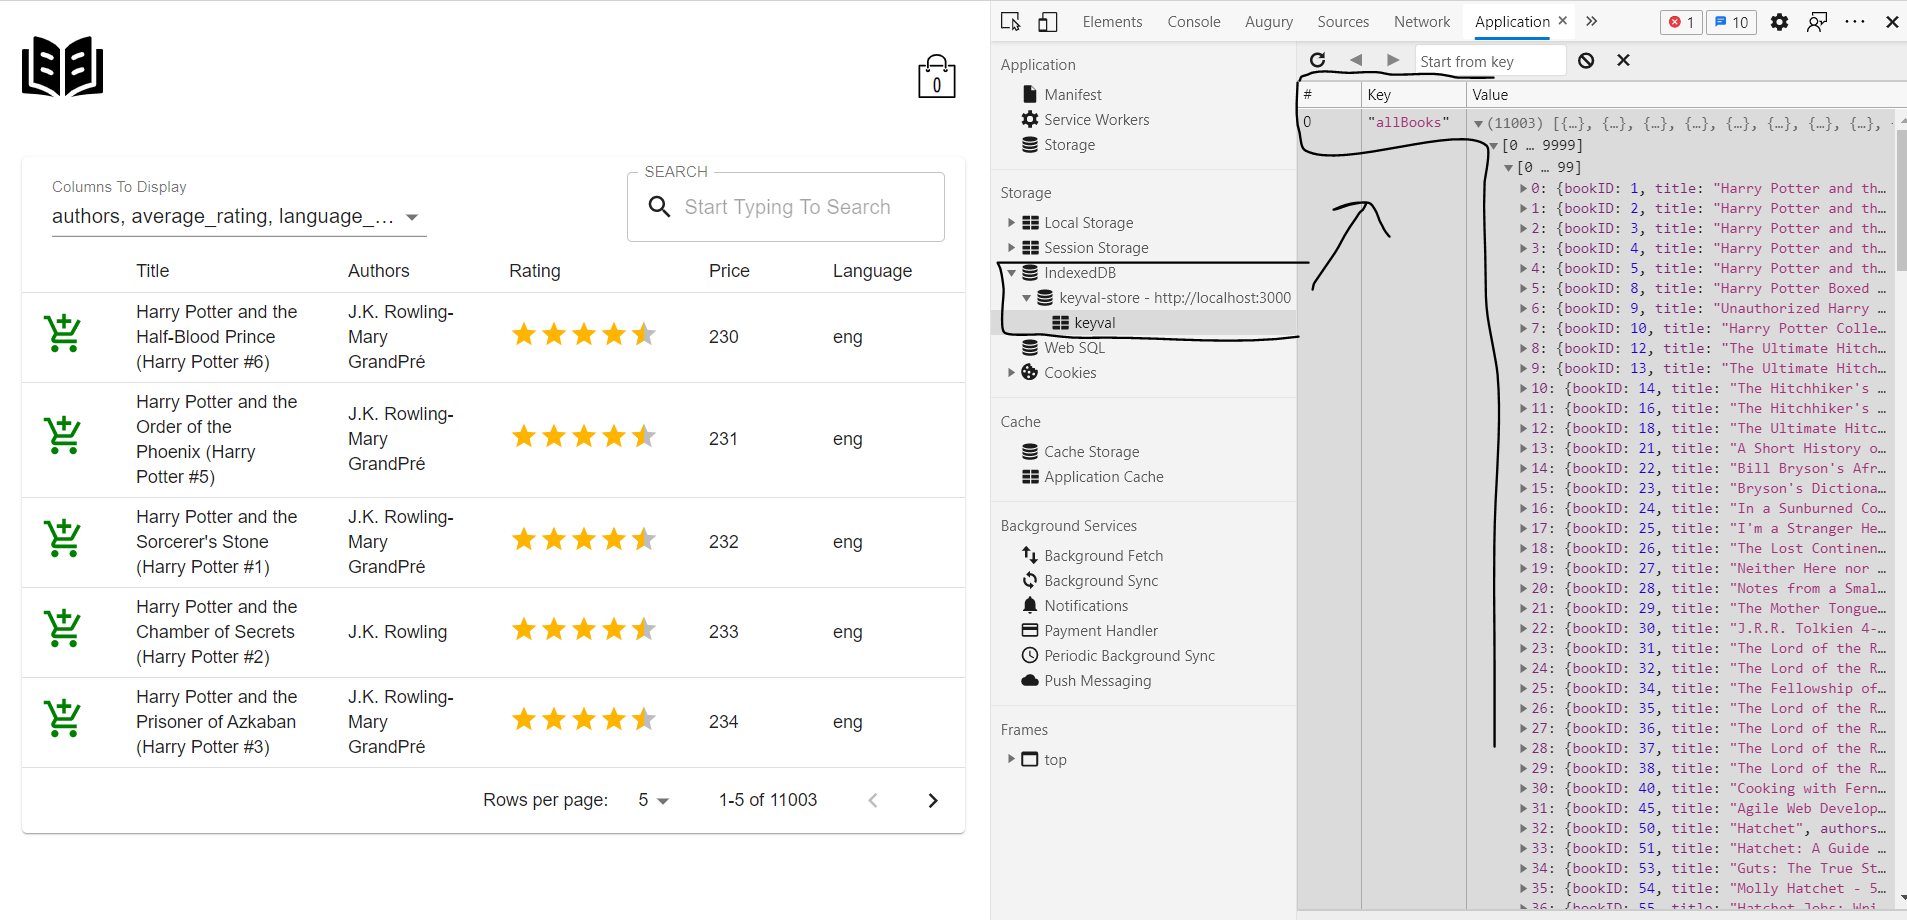 0
Columns To Display
authors, average_rating, language_...
SEARCH
Start Typing To Search
Title Authors Rating Price Language
Harry Potter and the
Half-Blood Prince
(Harry Potter #6)
J.K. Rowling-
Mary
GrandPré
230
eng
Harry Potter and the
Order of the
Phoenix (Harry
Potter #5)
J.K. Rowling-
Mary
GrandPré
231
eng
Harry Potter and the
Sorcerer's Stone
(Harry Potter #1)
J.K. Rowling-
Mary
GrandPré
232
eng
Harry Potter and the
Chamber of Secrets
(Harry Potter #2)
J.K. Rowling
233
eng
Harry Potter and the
Prisoner of Azkaban
(Harry Potter #3)
J.K. Rowling-
Mary
GrandPré
234
eng
Rows per page: 5 1-5 of 11003
Elements Console Augury Sources Network Application 1 10
Application
Manifest
Service Workers
Storage
Storage
Local Storage
Session Storage
IndexedDB
keyval-store - http://localhost:3000
keyval
Web SQL
Cookies
Cache
Cache Storage
Application Cache
Background Services
Background Fetch
Background Sync
Notifications
Payment Handler
Periodic Background Sync
Push Messaging
Frames
top
Start from key
# Key Value
0 "allBooks" (11003) [{…}, {…}, {…}, {…}, {…}, {…}, {…}, {…},
[0 … 9999]
[0 … 99]
0: {bookID: 1, title: "Harry Potter and th…
1: {bookID: 2, title: "Harry Potter and th…
2: {bookID: 3, title: "Harry Potter and th…
3: {bookID: 4, title: "Harry Potter and th…
4: {bookID: 5, title: "Harry Potter and th…
5: {bookID: 8, title: "Harry Potter Boxed …
6: {bookID: 9, title: "Unauthorized Harry …
7: {bookID: 10, title: "Harry Potter Colle…
8: {bookID: 12, title: "The Ultimate Hitch…
9: {bookID: 13, title: "The Ultimate Hitch…
10: {bookID: 14, title: "The Hitchhiker's …
11: {bookID: 16, title: "The Hitchhiker's …
12: {bookID: 18, title: "The Ultimate Hitc…
13: {bookID: 21, title: "A Short History o…
14: {bookID: 22, title: "Bill Bryson's Afr…
15: {bookID: 23, title: "Bryson's Dictiona…
16: {bookID: 24, title: "In a Sunburned Co…
17: {bookID: 25, title: "I'm a Stranger He…
18: {bookID: 26, title: "The Lost Continen…
19: {bookID: 27, title: "Neither Here nor …
20: {bookID: 28, title: "Notes from a Smal…
21: {bookID: 29, title: "The Mother Tongue…
22: {bookID: 30, title: "J.R.R. Tolkien 4-…
23: {bookID: 31, title: "The Lord of the R…
24: {bookID: 32, title: "The Lord of the R…
25: {bookID: 34, title: "The Fellowship of…
26: {bookID: 35, title: "The Lord of the R…
27: {bookID: 36, title: "The Lord of the R…
28: {bookID: 37, title: "The Lord of the R…
29: {bookID: 38, title: "The Lord of the R…
30: {bookID: 40, title: "Cooking with Fern…
31: {bookID: 45, title: "Agile Web Develop…
32: {bookID: 50, title: "Hatchet", authors…
33: {bookID: 51, title: "Hatchet: A Guide …
34: {bookID: 53, title: "Guts: The True St…
35: {bookID: 54, title: "Molly Hatchet - 5…
36: {bookID: 55, title: "Hatchet Jobs: Wri…